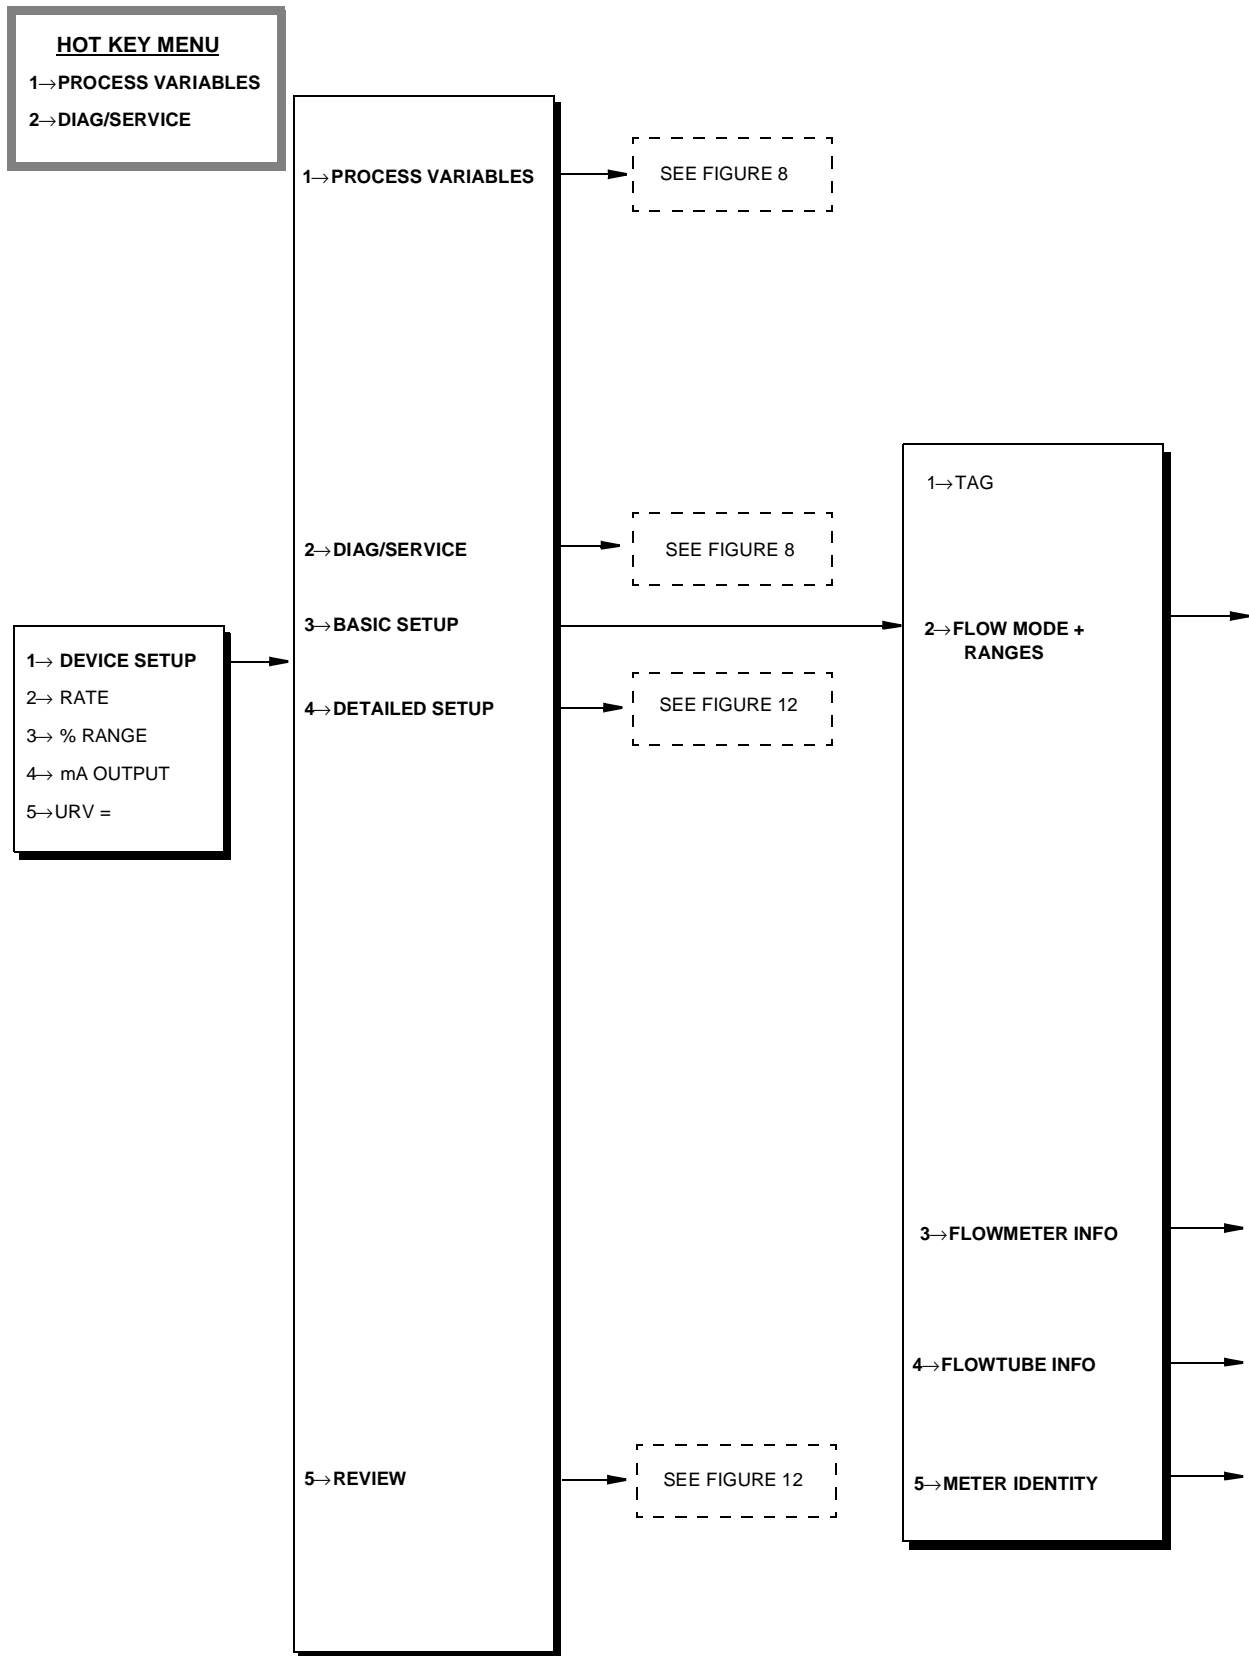 HOT KEY MENU
1→PROCESS VARIABLES
2→DIAG/SERVICE
1→ DEVICE SETUP
2→ RATE
3→ % RANGE
4→ mA OUTPUT
5→URV =
1→PROCESS VARIABLES
SEE FIGURE 8
2→DIAG/SERVICE
SEE FIGURE 8
3→BASIC SETUP
4→DETAILED SETUP
SEE FIGURE 12
5→REVIEW
SEE FIGURE 12
1→TAG
2→FLOW MODE +
RANGES
3→FLOWMETER INFO
4→FLOWTUBE INFO
5→METER IDENTITY